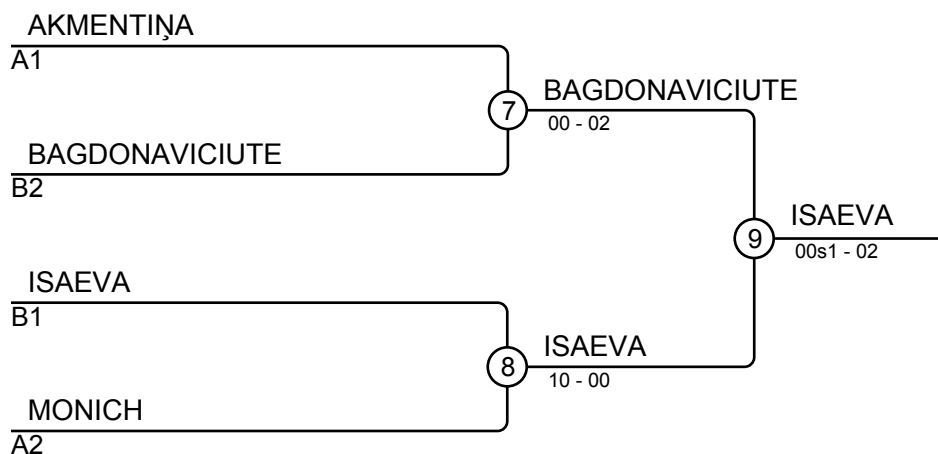 AKMENTIŅA
A1
7
BAGDONAVICIUTE
00 - 02
BAGDONAVICIUTE
B2
9
ISAEVA
00s1 - 02
ISAEVA
B1
8
ISAEVA
10 - 00
MONICH
A2